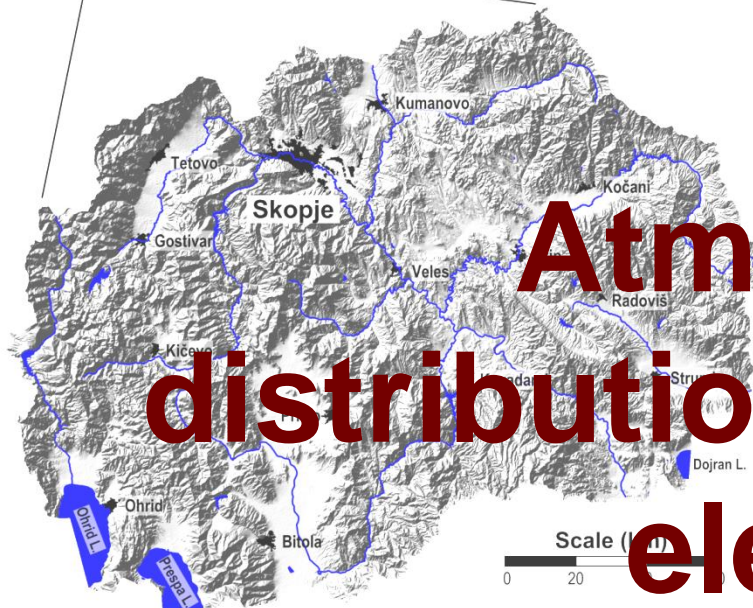 Kumanovo
Tetovo
Kočani
Skopje
Gostivar
Atm
Veles
Radoviš
Kičevo
distributio
Dojran L.
Ohrid
Ohrid L.
Bitola
Prespa L.
Scale
ele
0 20